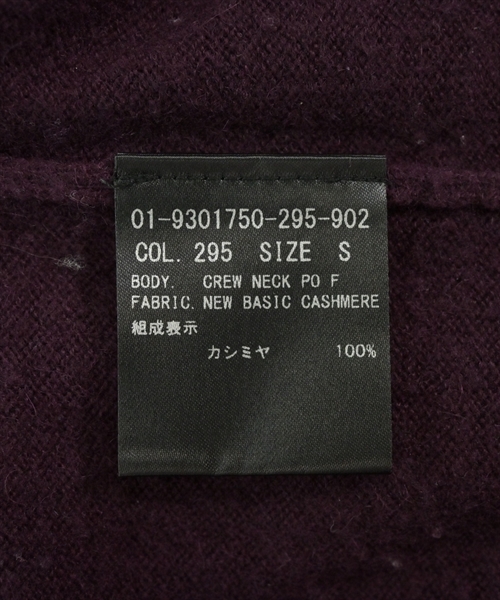 01-9301750-295-902
COL. 295 SIZE S
BODY. CREW NECK PO F
FABRIC. NEW BASIC CASHMERE
組成表示
カシミヤ 100%